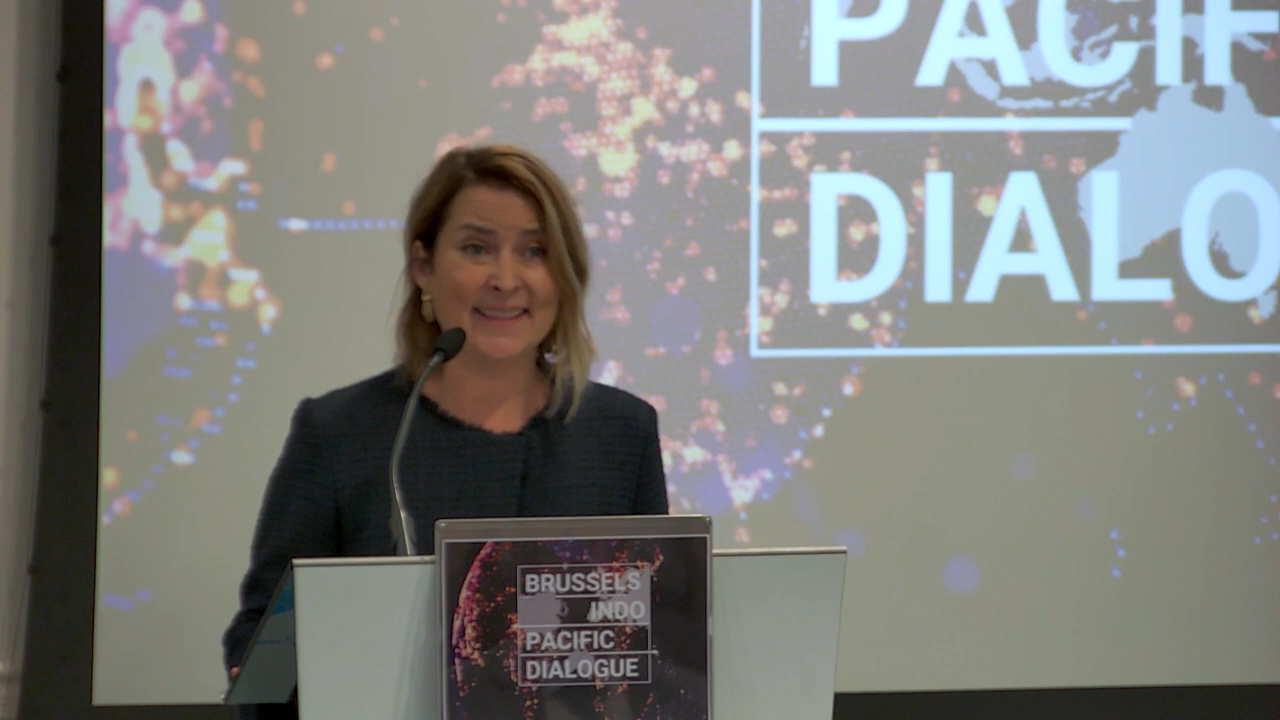 PACIF
DIALO
BRUSSELS
INDO
PACIFIC
DIALOGUE